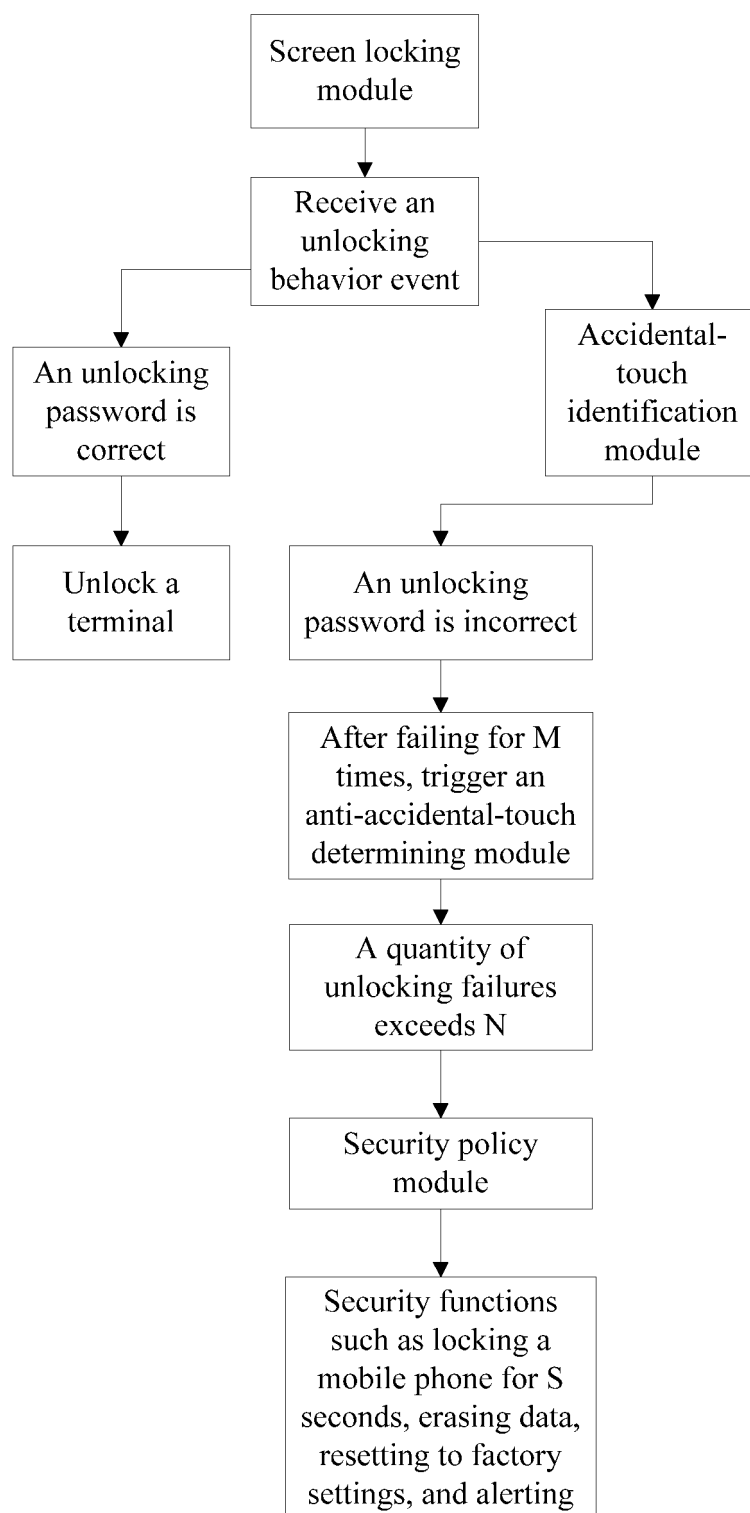 Screen locking
module
Receive an
unlocking
behavior event
An unlocking
password is
correct
Accidental-
touch
identification
module
Unlock a
terminal
An unlocking
password is incorrect
After failing for M
times, trigger an
anti-accidental-touch
determining module
A quantity of
unlocking failures
exceeds N
Security policy
module
Security functions
such as locking a
mobile phone for S
seconds, erasing data,
resetting to factory
settings, and alerting